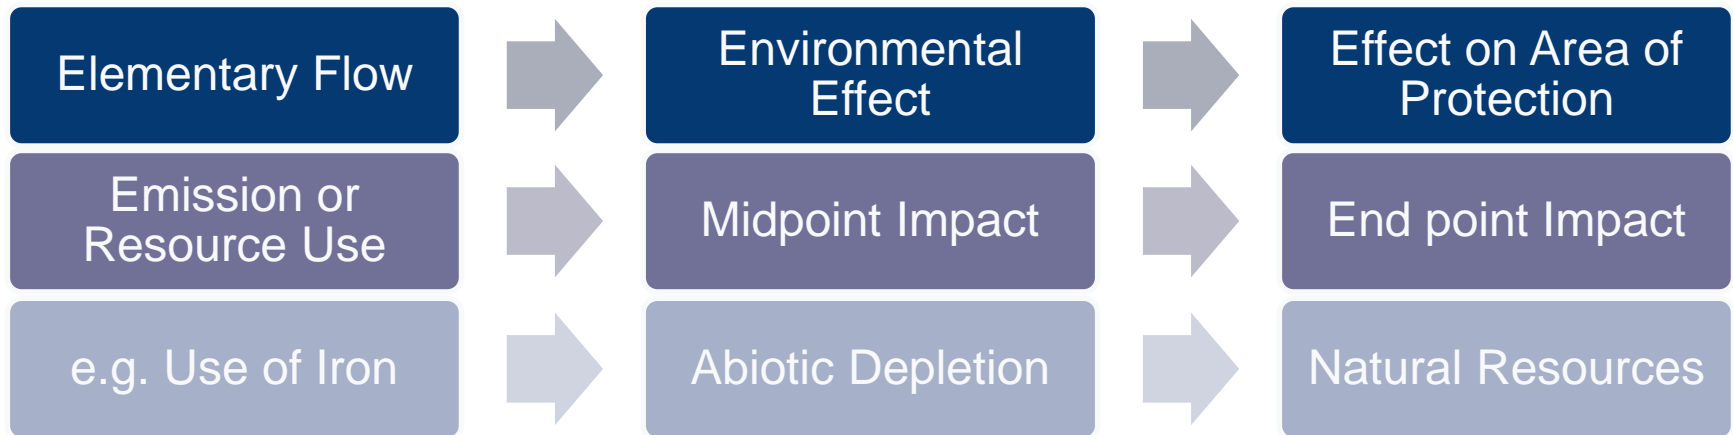 Elementary Flow
Environmental
Effect
Effect on Area of
Protection
Emission or
Resource Use
Midpoint Impact
End point Impact
e.g. Use of Iron
Abiotic Depletion
Natural Resources